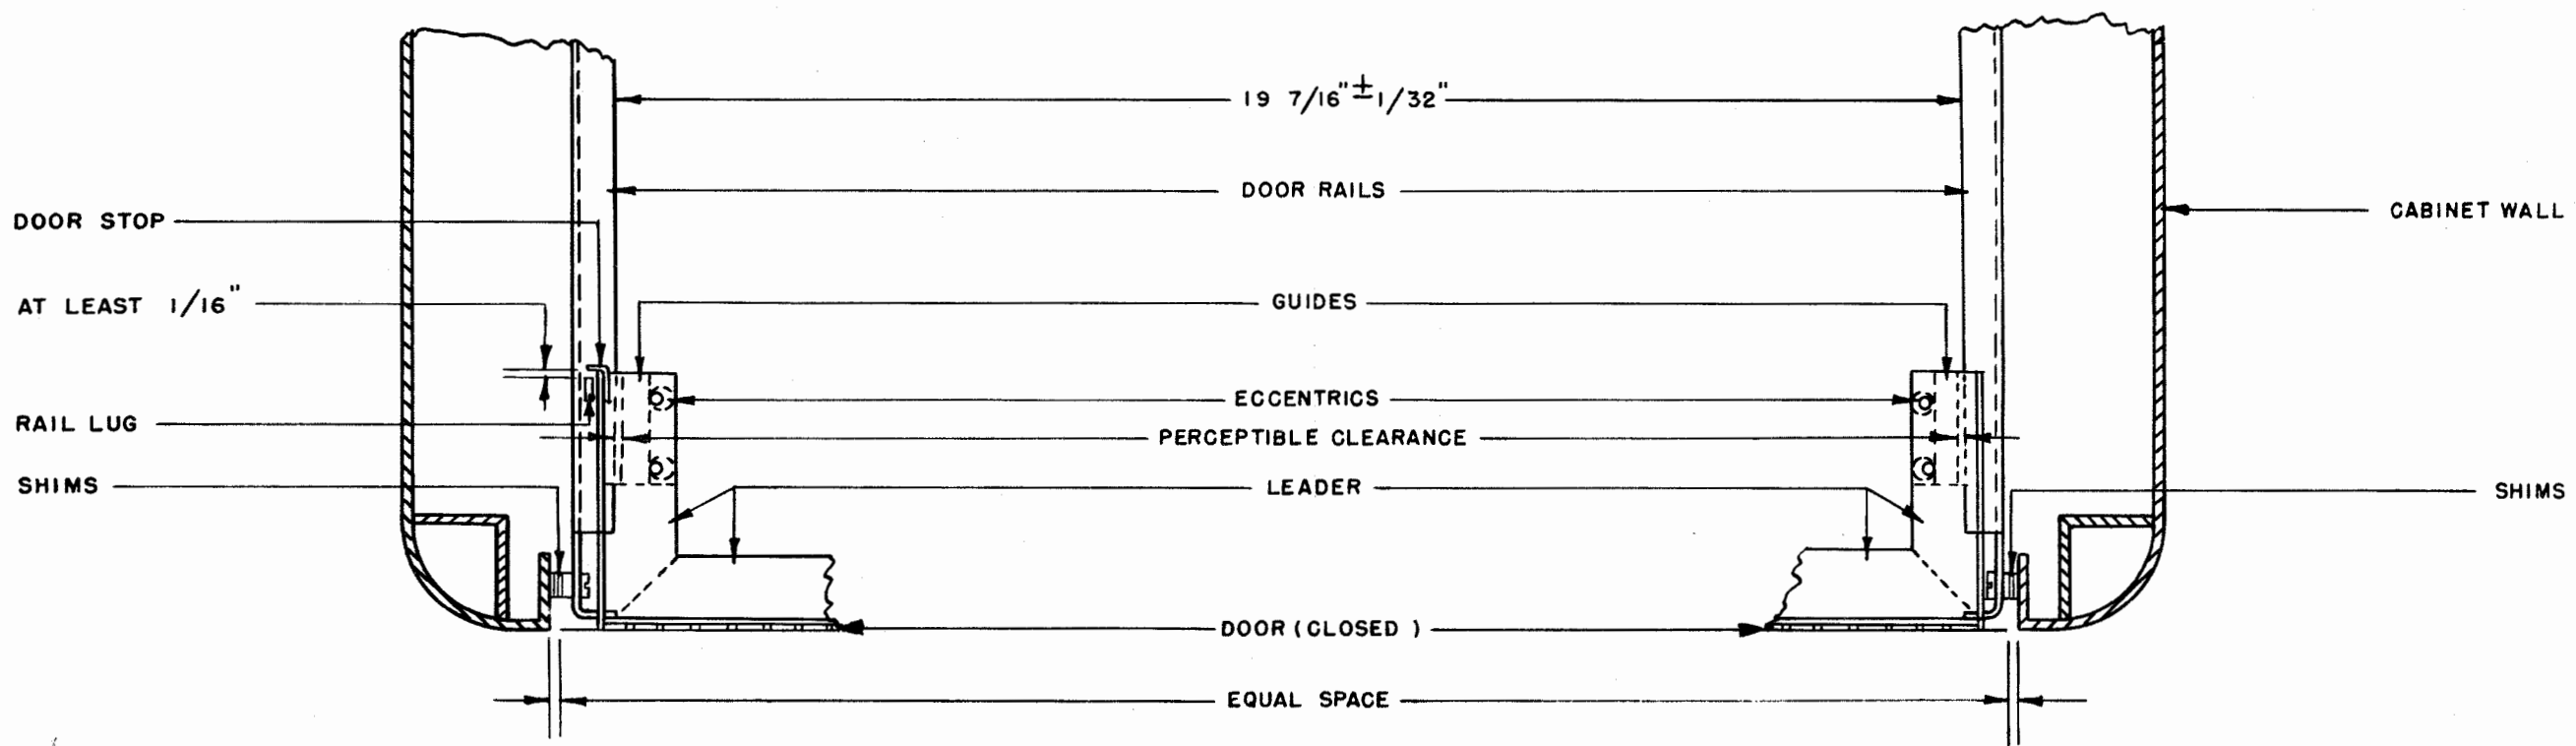 19 7/16" ± 1/32"
DOOR RAILS
DOOR STOP
CABINET WALL
AT LEAST 1/16"
GUIDES
ECCENTRICS
RAIL LUG
PERCEPTIBLE CLEARANCE
SHIMS
LEADER
SHIMS
DOOR (CLOSED )
EQUAL SPACE